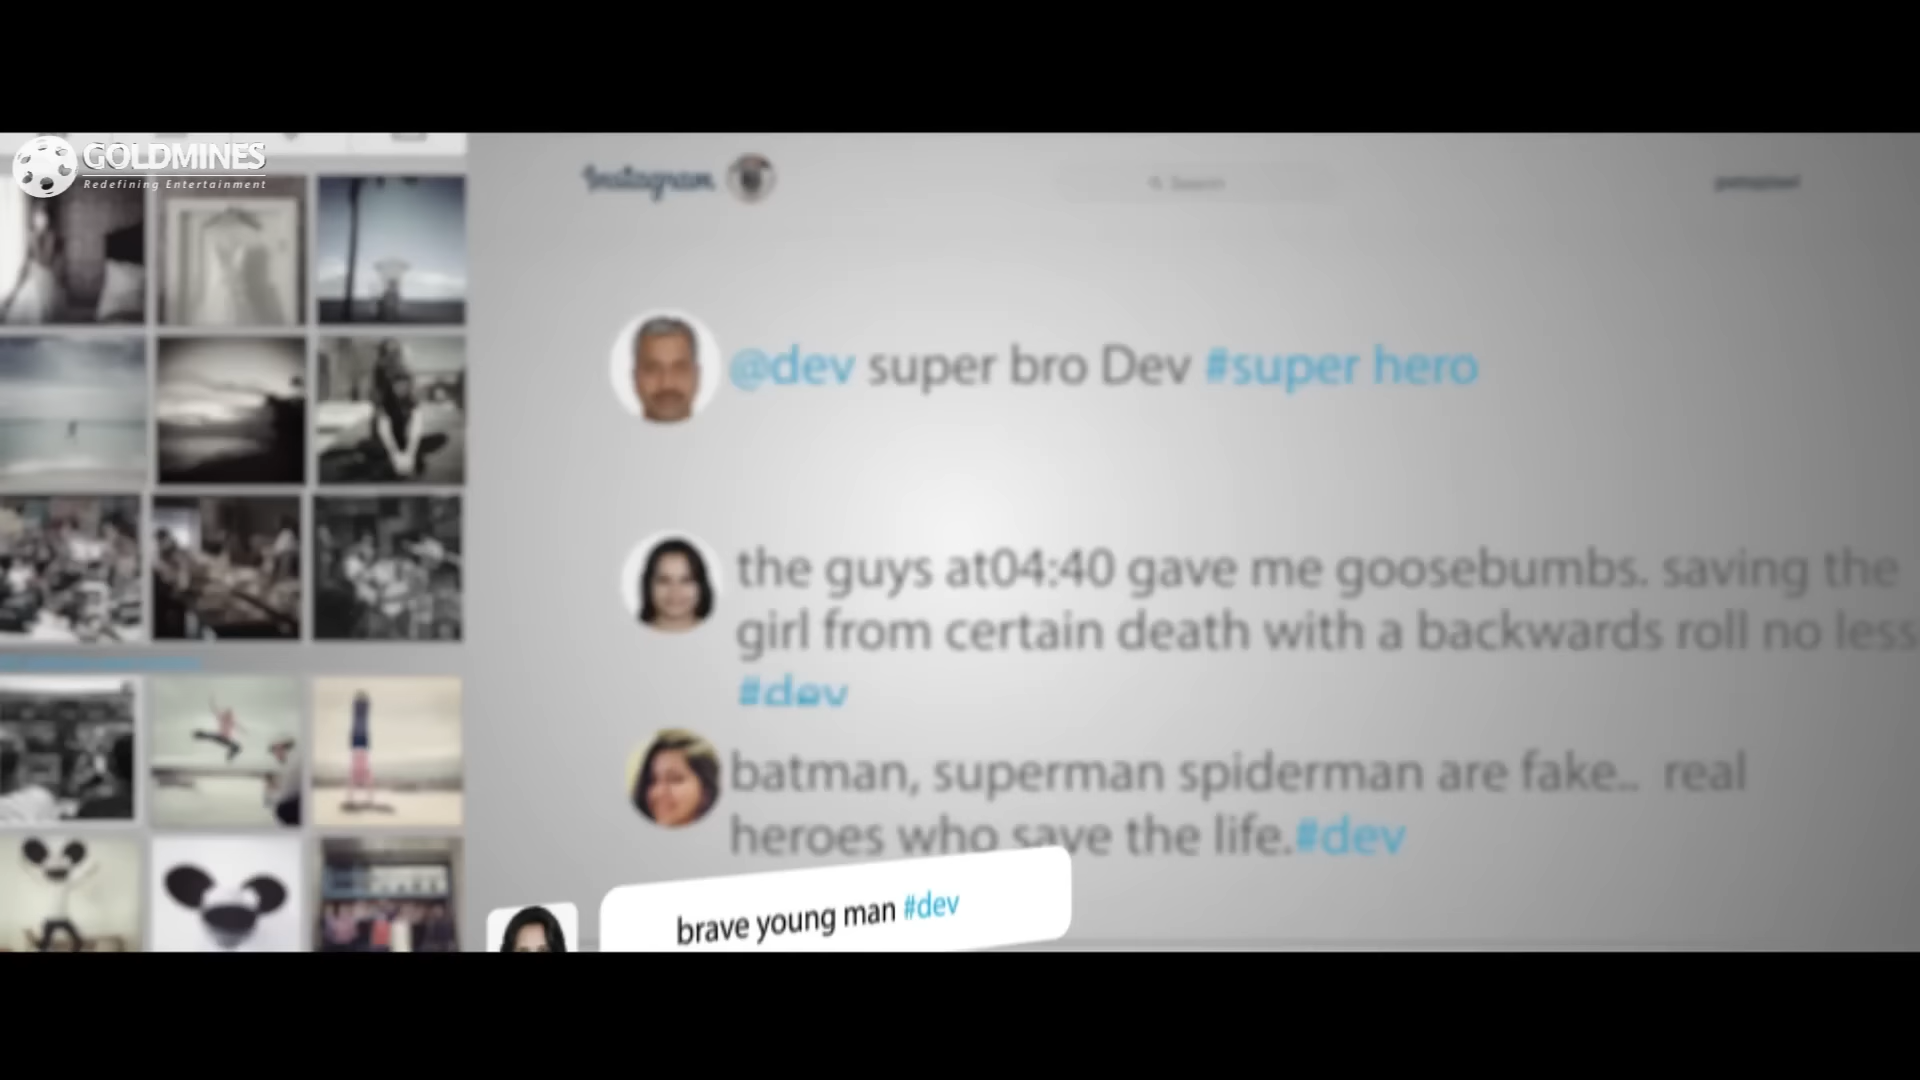 GOLDMINES
Redefining Entertainment
Instagram
Search
@dev super bro Dev #super hero
the guys at04:40 gave me goosebumbs. saving the
girl from certain death with a backwards roll no less
#dev
batman, superman spiderman are fake.. real
heroes who save the life.#dev
brave young man #dev